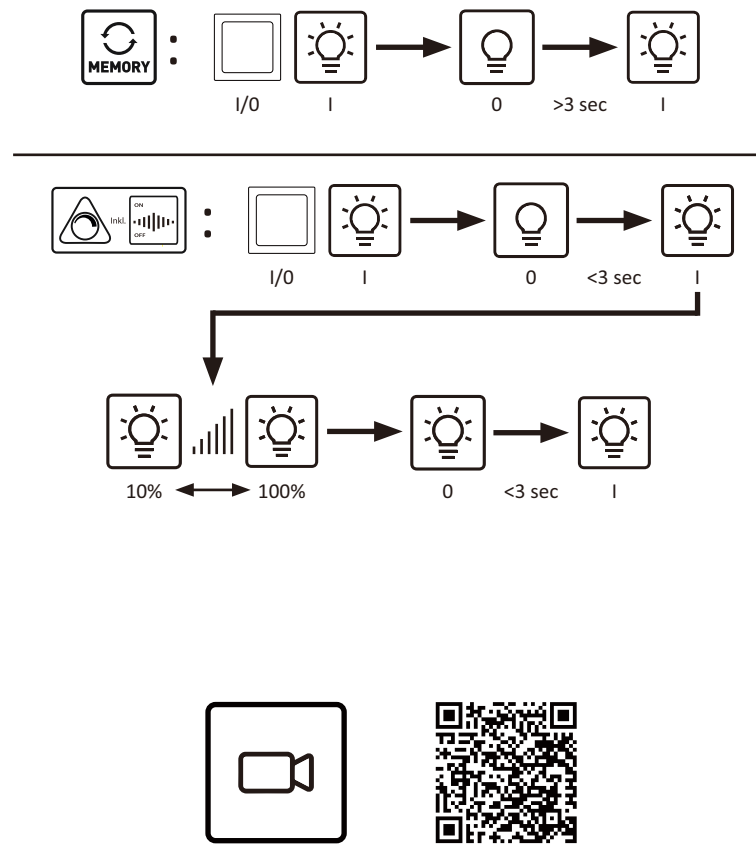 MEMORY :
I/0 I 0 >3 sec I
Inkl. ON OFF :
I/0 I 0 <3 sec I
10% 100% 0 <3 sec I